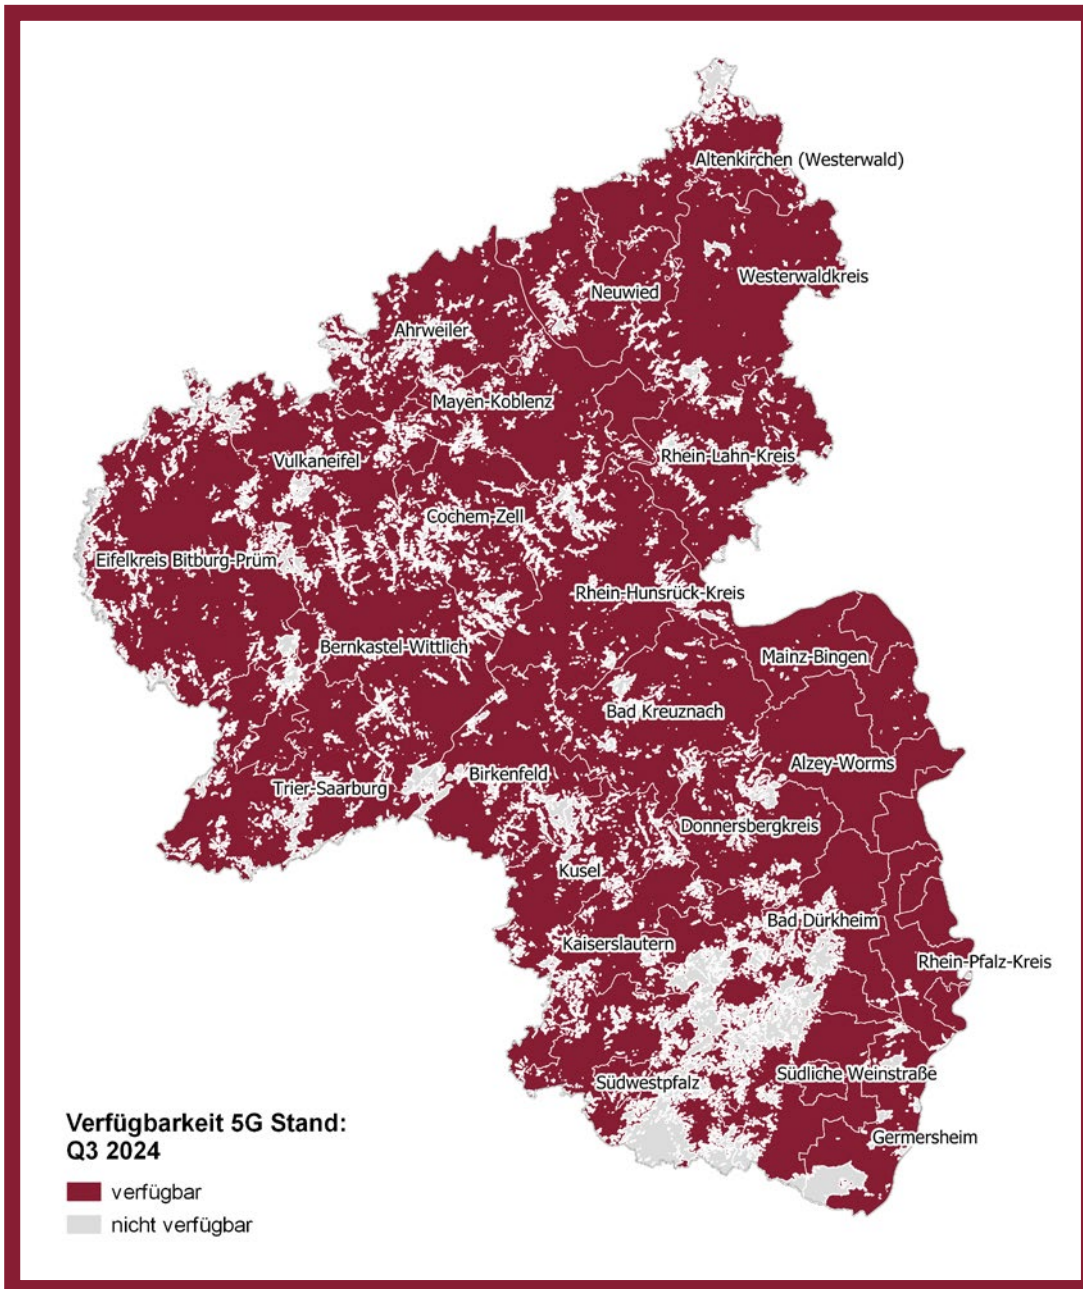 Altenkirchen (Westerwald)
Westerwaldkreis
Neuwied
Ahrweiler
Mayen-Koblenz
Rhein-Lahn-Kreis
Vulkaneifel
Cochem-Zell
Eifelkreis Bitburg-Prüm
Rhein-Hunsrück-Kreis
Bernkastel-Wittlich
Mainz-Bingen
Bad Kreuznach
Alzey-Worms
Birkenfeld
Trier-Saarburg
Donnersbergkreis
Kusel
Bad Dürkheim
Kaiserslautern
Rhein-Pfalz-Kreis
Südwestpfalz
Südliche Weinstraße
Germersheim
Verfügbarkeit 5G Stand:
Q3 2024
verfügbar
nicht verfügbar